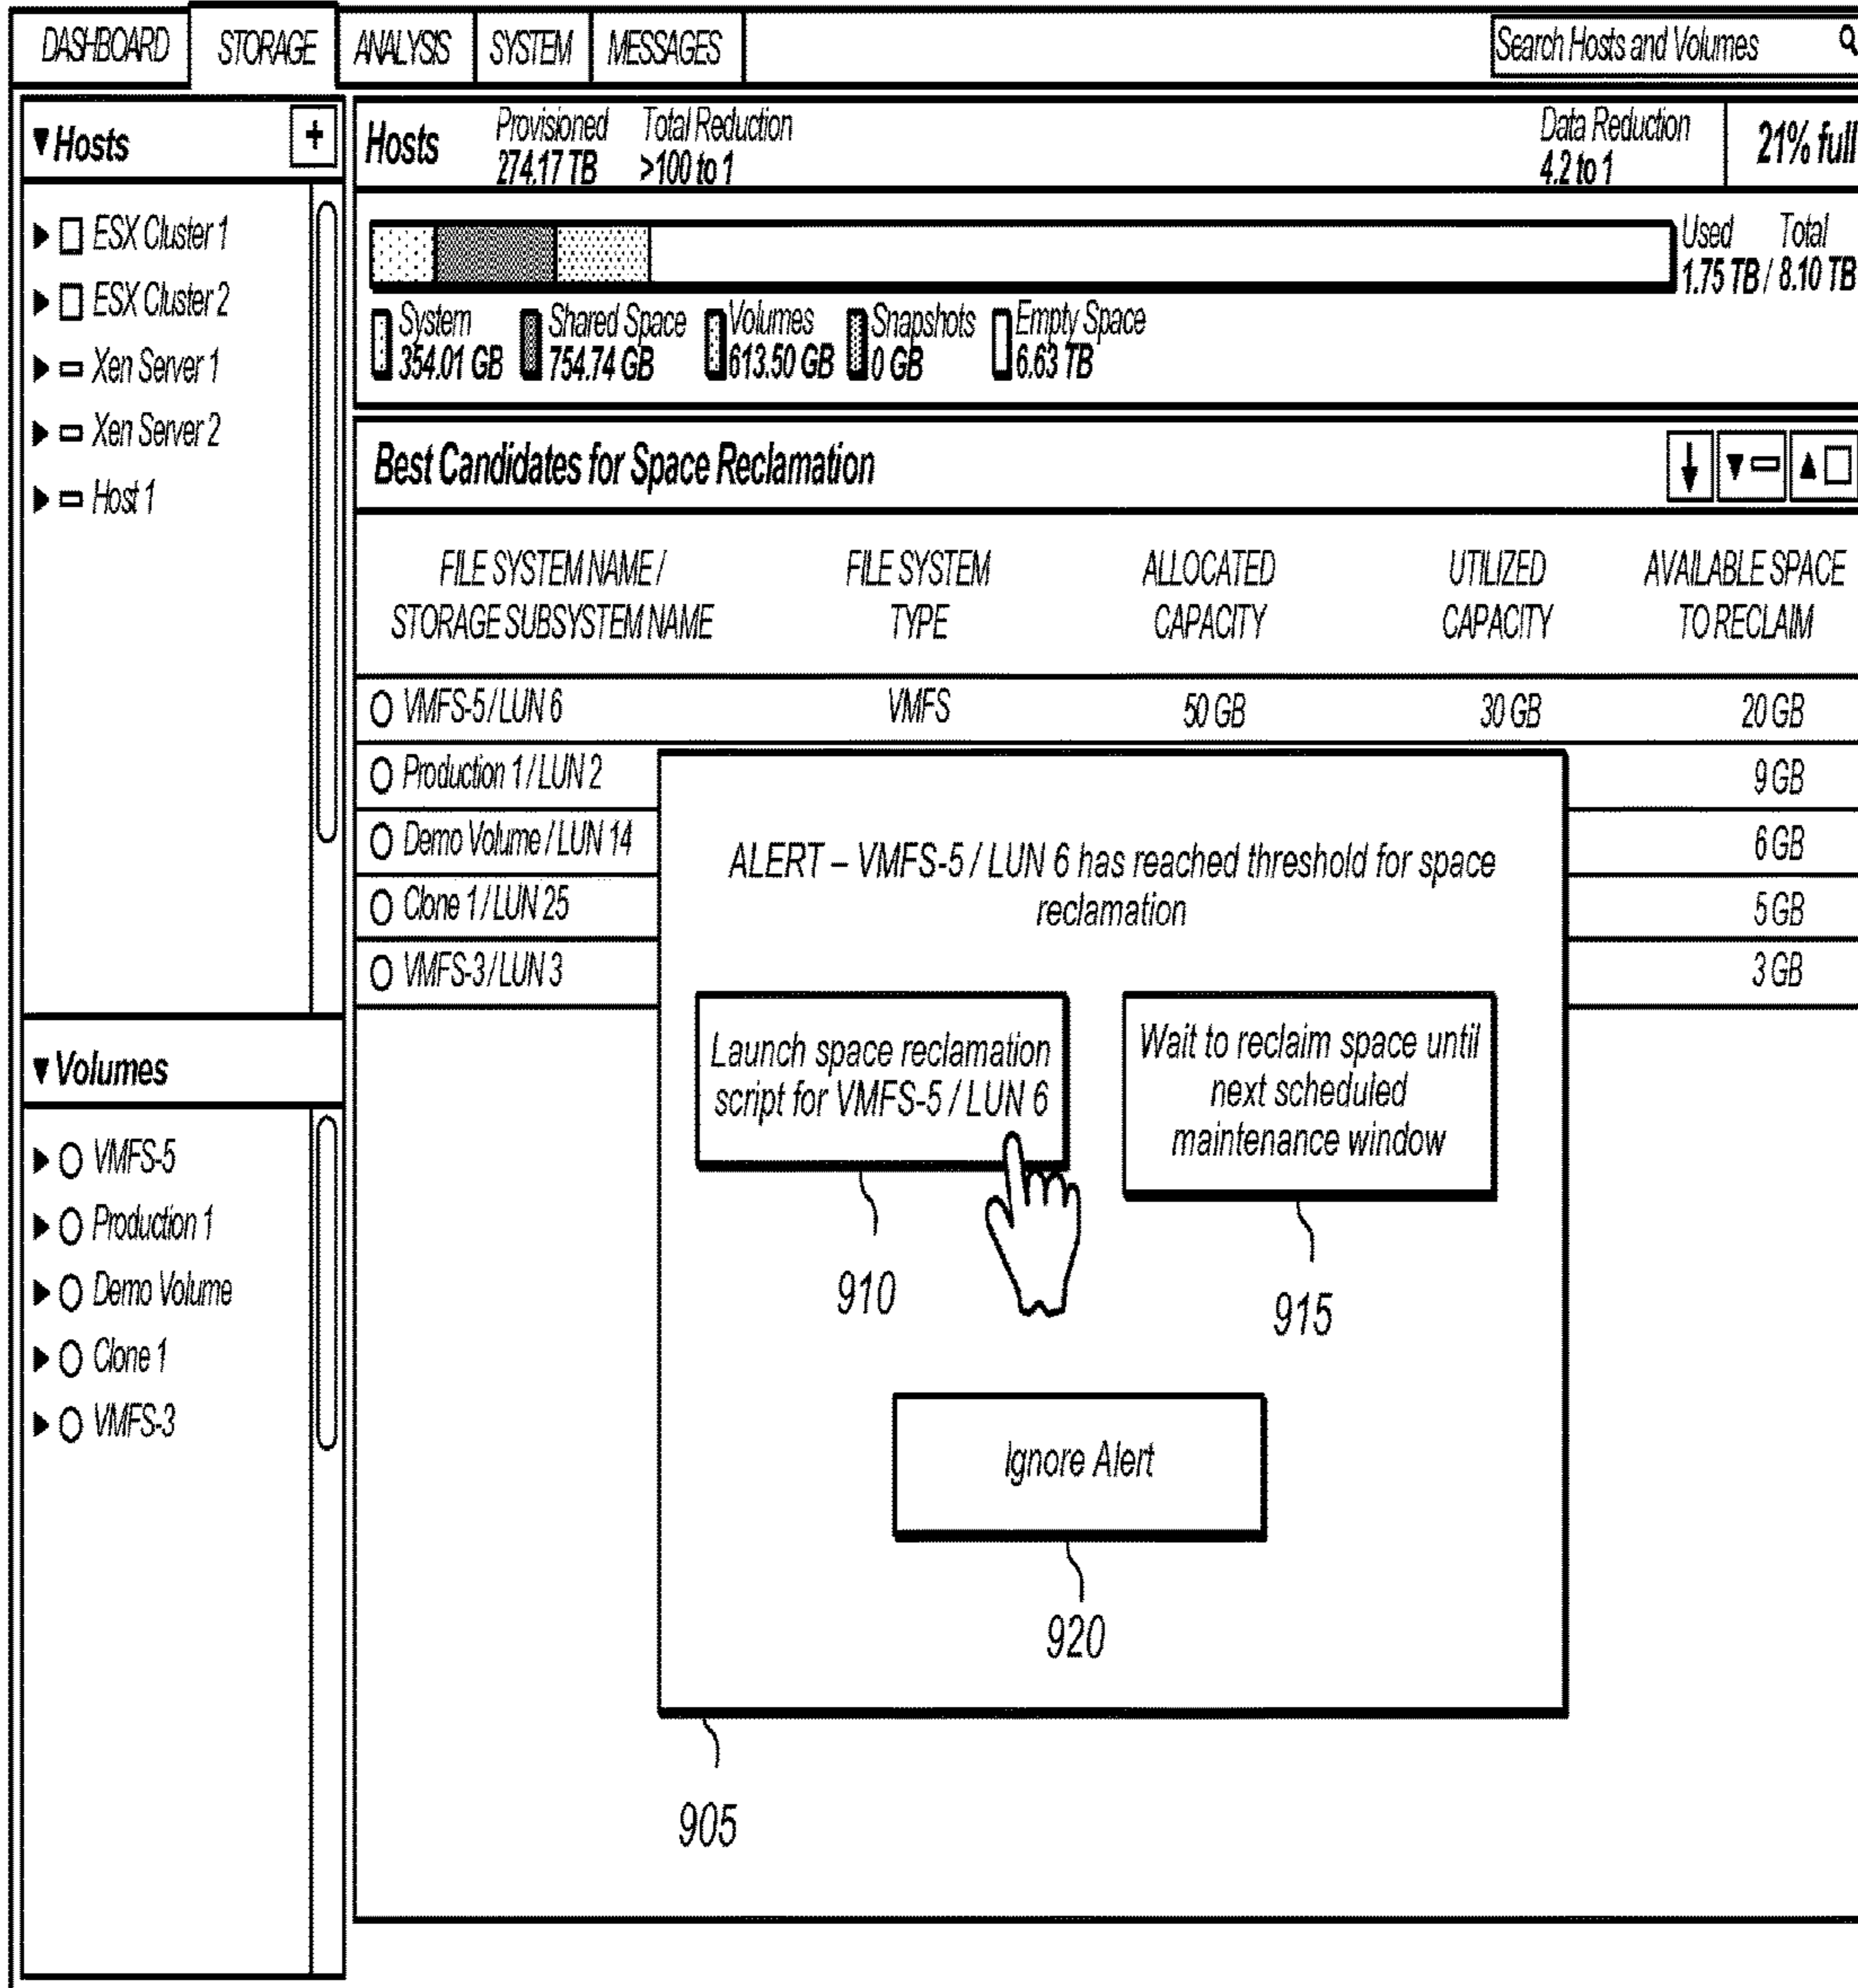 DASHBOARD STORAGE ANALYSIS SYSTEM MESSAGES Search Hosts and Volumes
▼Hosts +
ESX Cluster 1
ESX Cluster 2
Xen Server 1
Xen Server 2
Host 1
▼Volumes
VMFS-5
Production 1
Demo Volume
Clone 1
VMFS-3
Hosts Provisioned Total Reduction Data Reduction 21% full
274.17 TB >100 to 1 4.2 to 1
Used Total
1.75 TB / 8.10 TB
System Shared Space Volumes Snapshots Empty Space
354.01 GB 754.74 GB 613.50 GB 0 GB 6.63 TB
Best Candidates for Space Reclamation
FILE SYSTEM NAME / FILE SYSTEM ALLOCATED UTILIZED AVAILABLE SPACE
STORAGE SUBSYSTEM NAME TYPE CAPACITY CAPACITY TO RECLAIM
VMFS-5 / LUN 6 VMFS 50 GB 30 GB 20 GB
Production 1 / LUN 2 9 GB
Demo Volume / LUN 14 6 GB
Clone 1 / LUN 25 5 GB
VMFS-3 / LUN 3 3 GB
ALERT – VMFS-5 / LUN 6 has reached threshold for space
reclamation
Launch space reclamation
script for VMFS-5 / LUN 6
Wait to reclaim space until
next scheduled
maintenance window
910
915
Ignore Alert
920
905